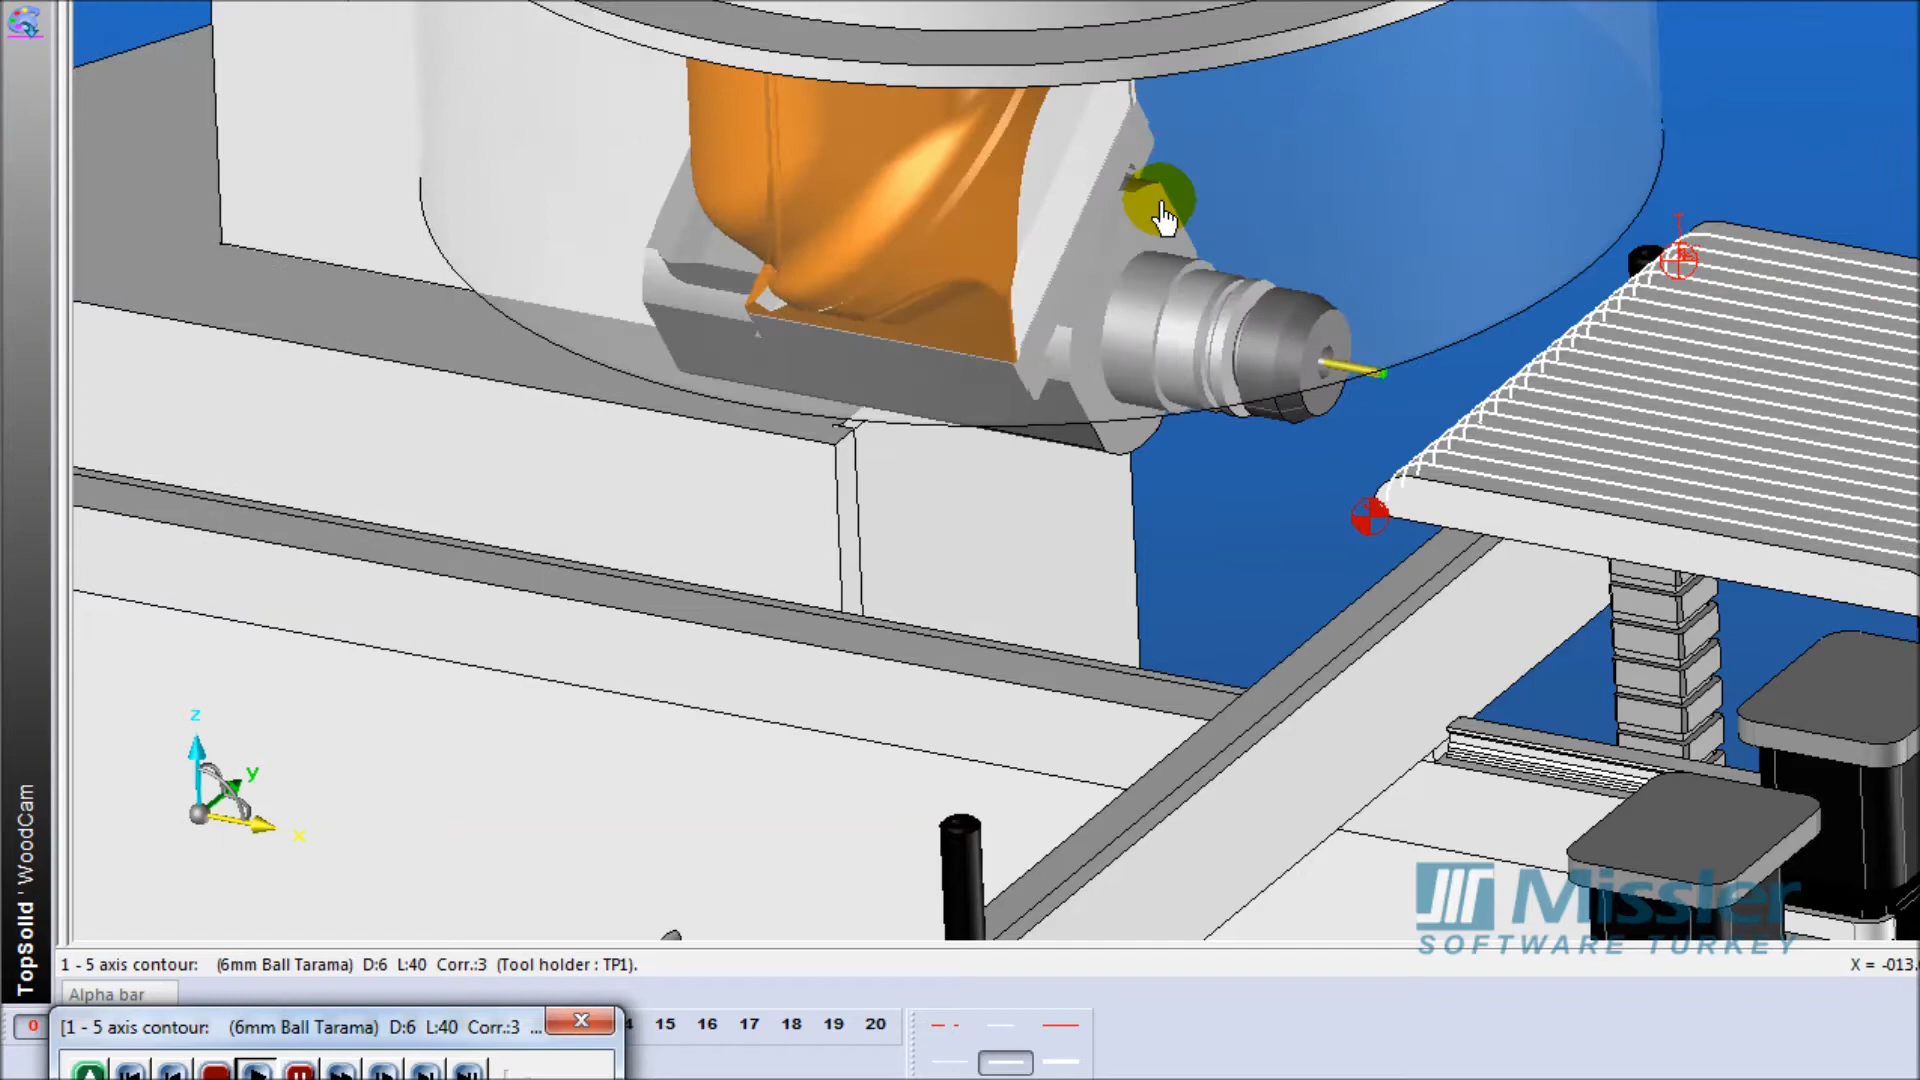 TopSolid'WoodCam
z
y
x
Missler
SOFTWARE TURKEY
1 - 5 axis contour: (6mm Ball Tarama) D:6 L:40 Corr.:3 (Tool holder : TP1).
X = -013.
Alpha bar
0
[1 - 5 axis contour: (6mm Ball Tarama) D:6 L:40 Corr.:3 ...
15 16 17 18 19 20